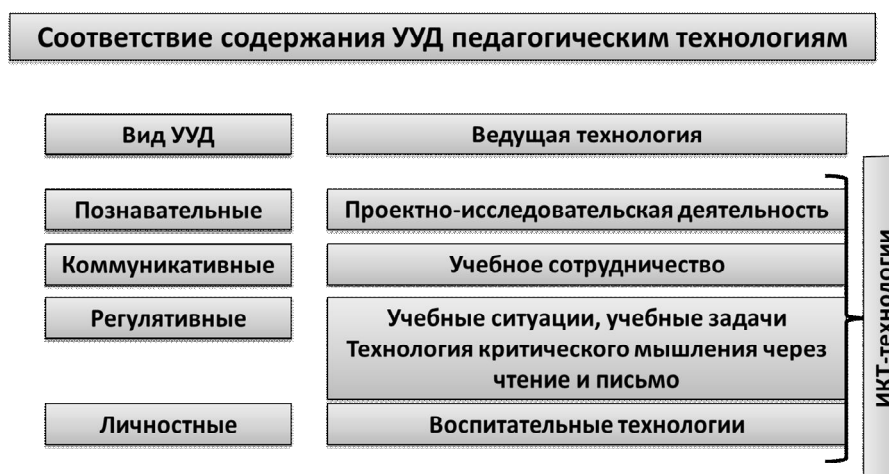 Соответствие содержания УУД педагогическим технологиям
Вид УУД
Ведущая технология
Познавательные
Проектно-исследовательская деятельность
Коммуникативные
Учебное сотрудничество
Регулятивные
Учебные ситуации, учебные задачи
Технология критического мышления через
чтение и письмо
Личностные
Воспитательные технологии
ИКТ-технологии